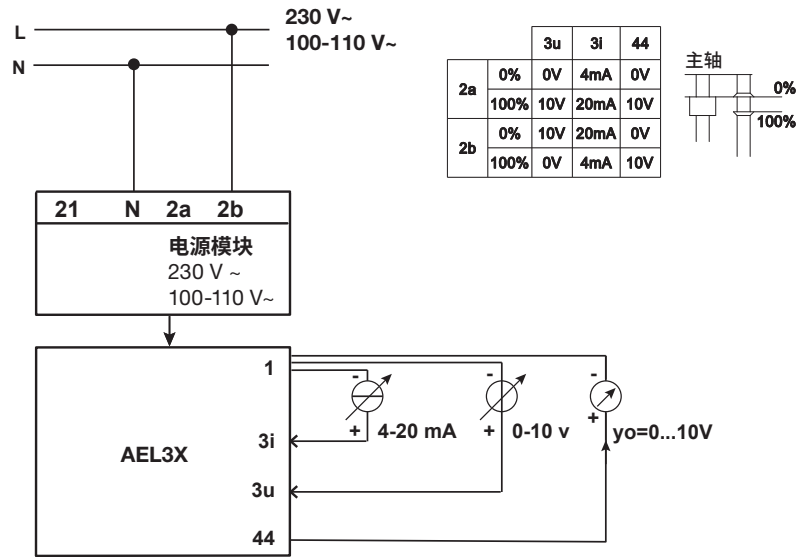 L
N
230 V~
100-110 V~
3u 3i 44
2a 0% 0V 4mA 0V
100% 10V 20mA 10V
2b 0% 10V 20mA 0V
100% 0V 4mA 10V
主轴
0%
100%
21 N 2a 2b
电源模块
230 V ~
100-110 V~
AEL3X
1
3i
3u
44
-
+ 4-20 mA
-
+ 0-10 v
-
+
yo=0...10V